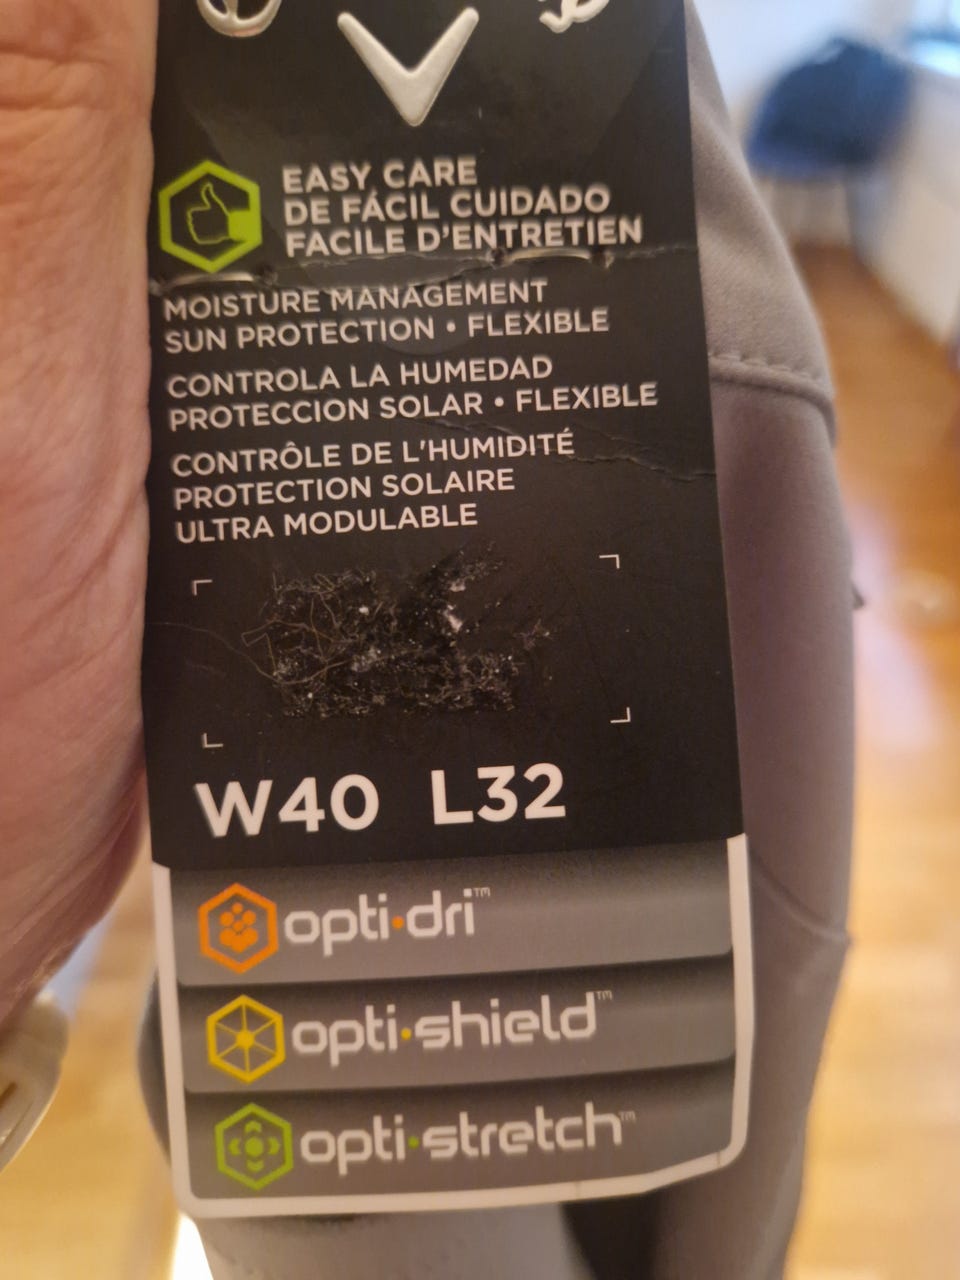 EASY CARE
DE FÁCIL CUIDADO
FACILE D'ENTRETIEN
MOISTURE MANAGEMENT
SUN PROTECTION • FLEXIBLE
CONTROLA LA HUMEDAD
PROTECCION SOLAR • FLEXIBLE
CONTRÔLE DE L'HUMIDITÉ
PROTECTION SOLAIRE
ULTRA MODULABLE
W40 L32
opti•dri™
opti•shield™
opti•stretch™